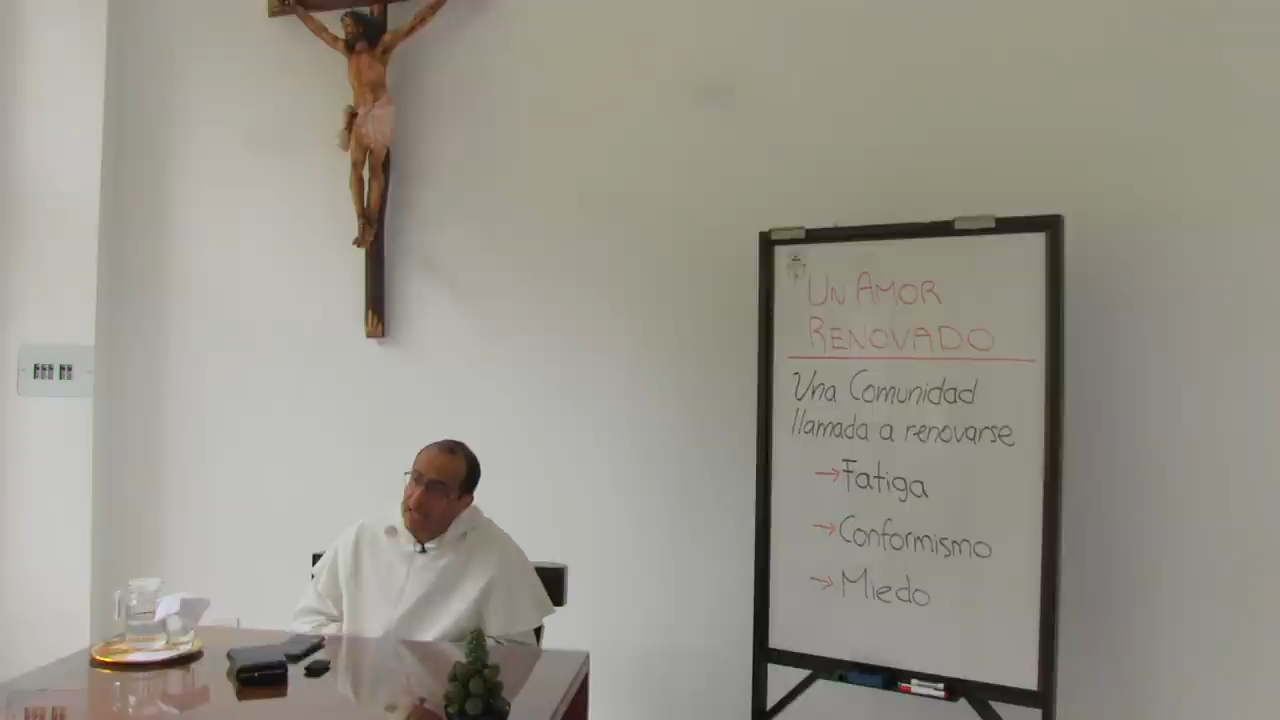 UN AMOR
RENOVADO
Una Comunidad
llamada a renovarse
→Fatiga
→Conformismo
→Miedo